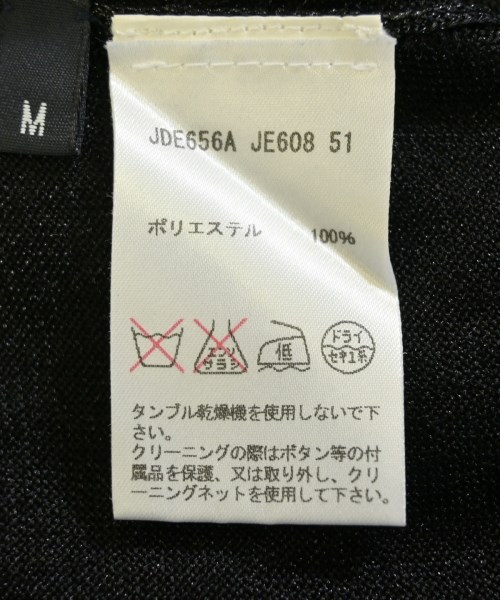 M
JDE656A JE608 51
ポリエステル 100%
エンソ
サラシ
低
ドライ
セキユ系
タンブル乾燥機を使用しないで下
さい。
クリーニングの際はボタン等の付
属品を保護、又は取り外し、クリ
ーニングネットを使用して下さい。